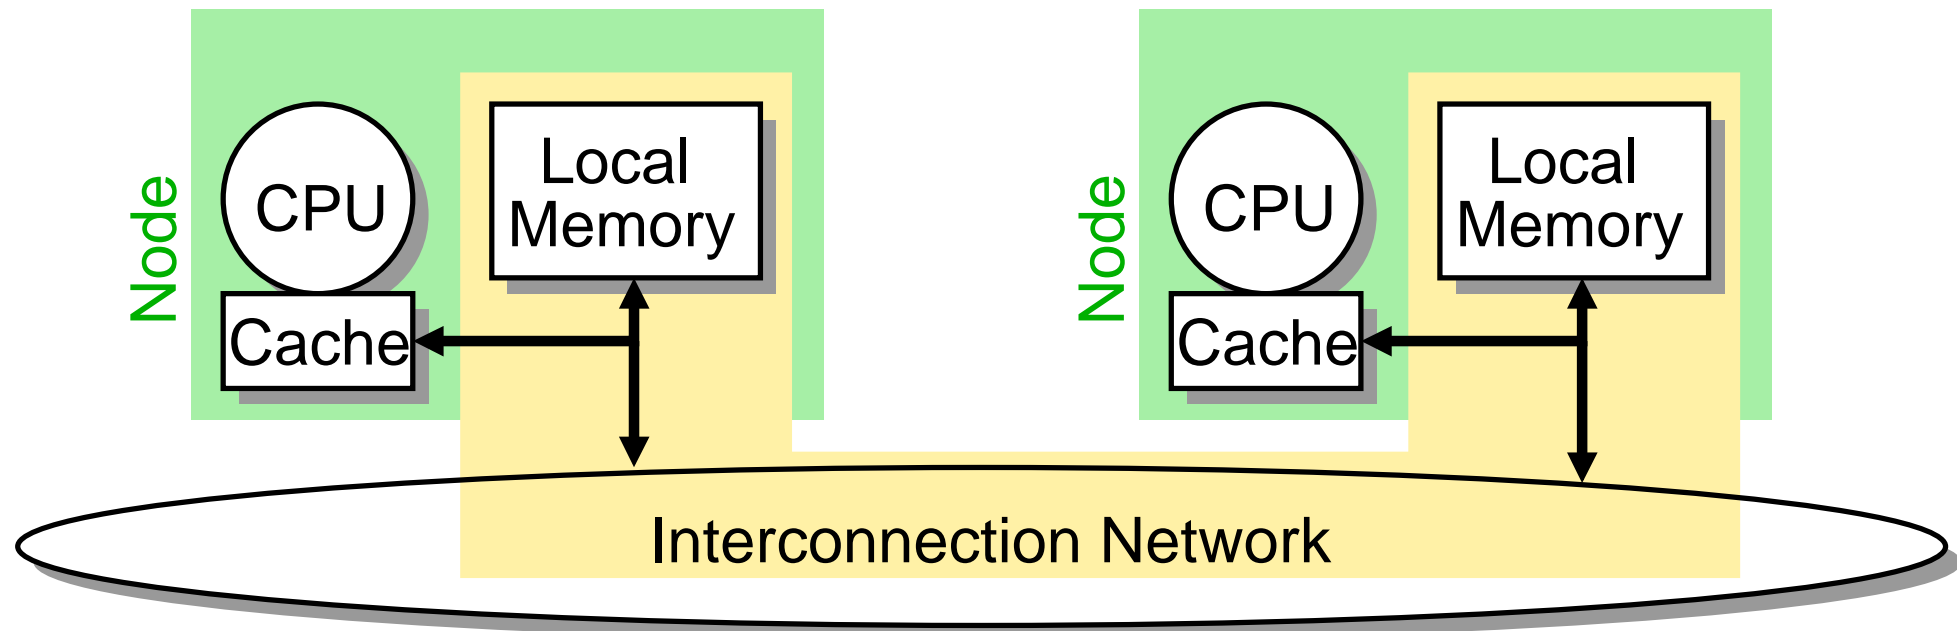 Node
CPU
Local
Memory
Cache
Node
CPU
Local
Memory
Cache
Interconnection Network